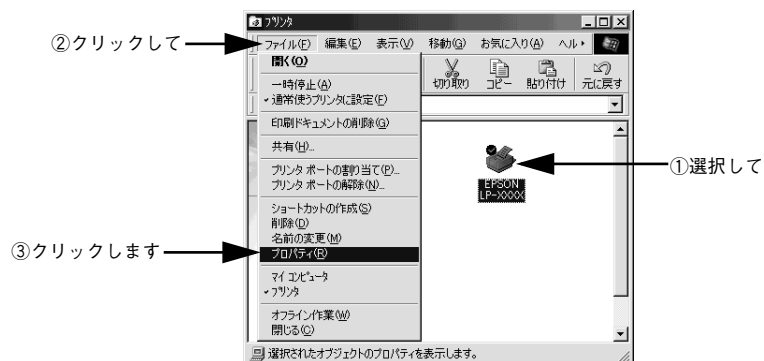 プリンタ
②クリックして
ファイル(F) 編集(E) 表示(V) 移動(G) お気に入り(A) ヘル
開く(O)
一時停止(A)
通常使うプリンタに設定(F)
印刷ドキュメントの削除(G)
共有(H)...
プリンタ ポートの割り当て(P)...
プリンタ ポートの解除(N)...
ショートカットの作成(S)
削除(D)
名前の変更(M)
プロパティ(R)
マイ コンピュータ
プリンタ
オフライン作業(W)
閉じる(C)
切り取り コピー 貼り付け 元に戻す
EPSON
LP-XXXX
①選択して
③クリックします
選択されたオブジェクトのプロパティを表示します。